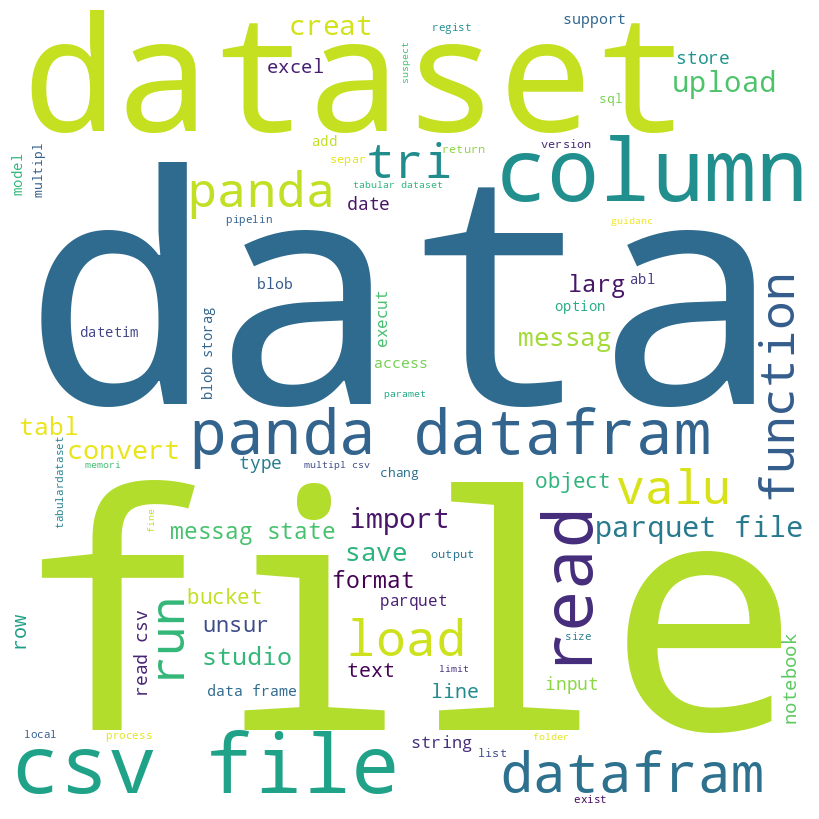 dataset
creat
regist
support
excel
suspect
store
upload
sql
model
multipl
add
separ
tri
return
version
column
panda
tabular dataset
date
pipelin
guidanc
data
blob
larg
abl
option
datetim
blob storag
execut
messag
access
paramet
function
tabl
convert
panda datafram
tabulardataset
memori
type
multipl csv
chang
object
valu
file
fine
messag state
import
read
parquet file
save
output
format
bucket
parquet
row
read csv
run
unsur
load
size
studio
text
limit
data frame
line
input
notebook
local
process
csv file
string
list
folder
datafram
exist